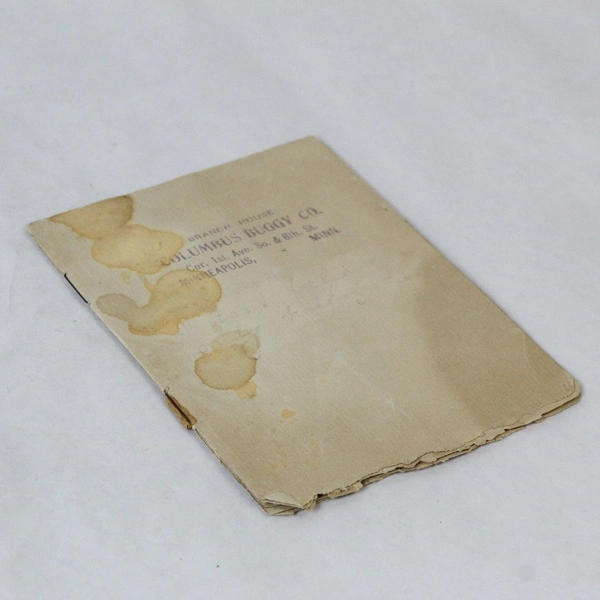 BRANCH HOUSE
COLUMBUS BUGGY CO.
Cor. 1st. Ave. So. & 8th. St.
MINNEAPOLIS, MINN.